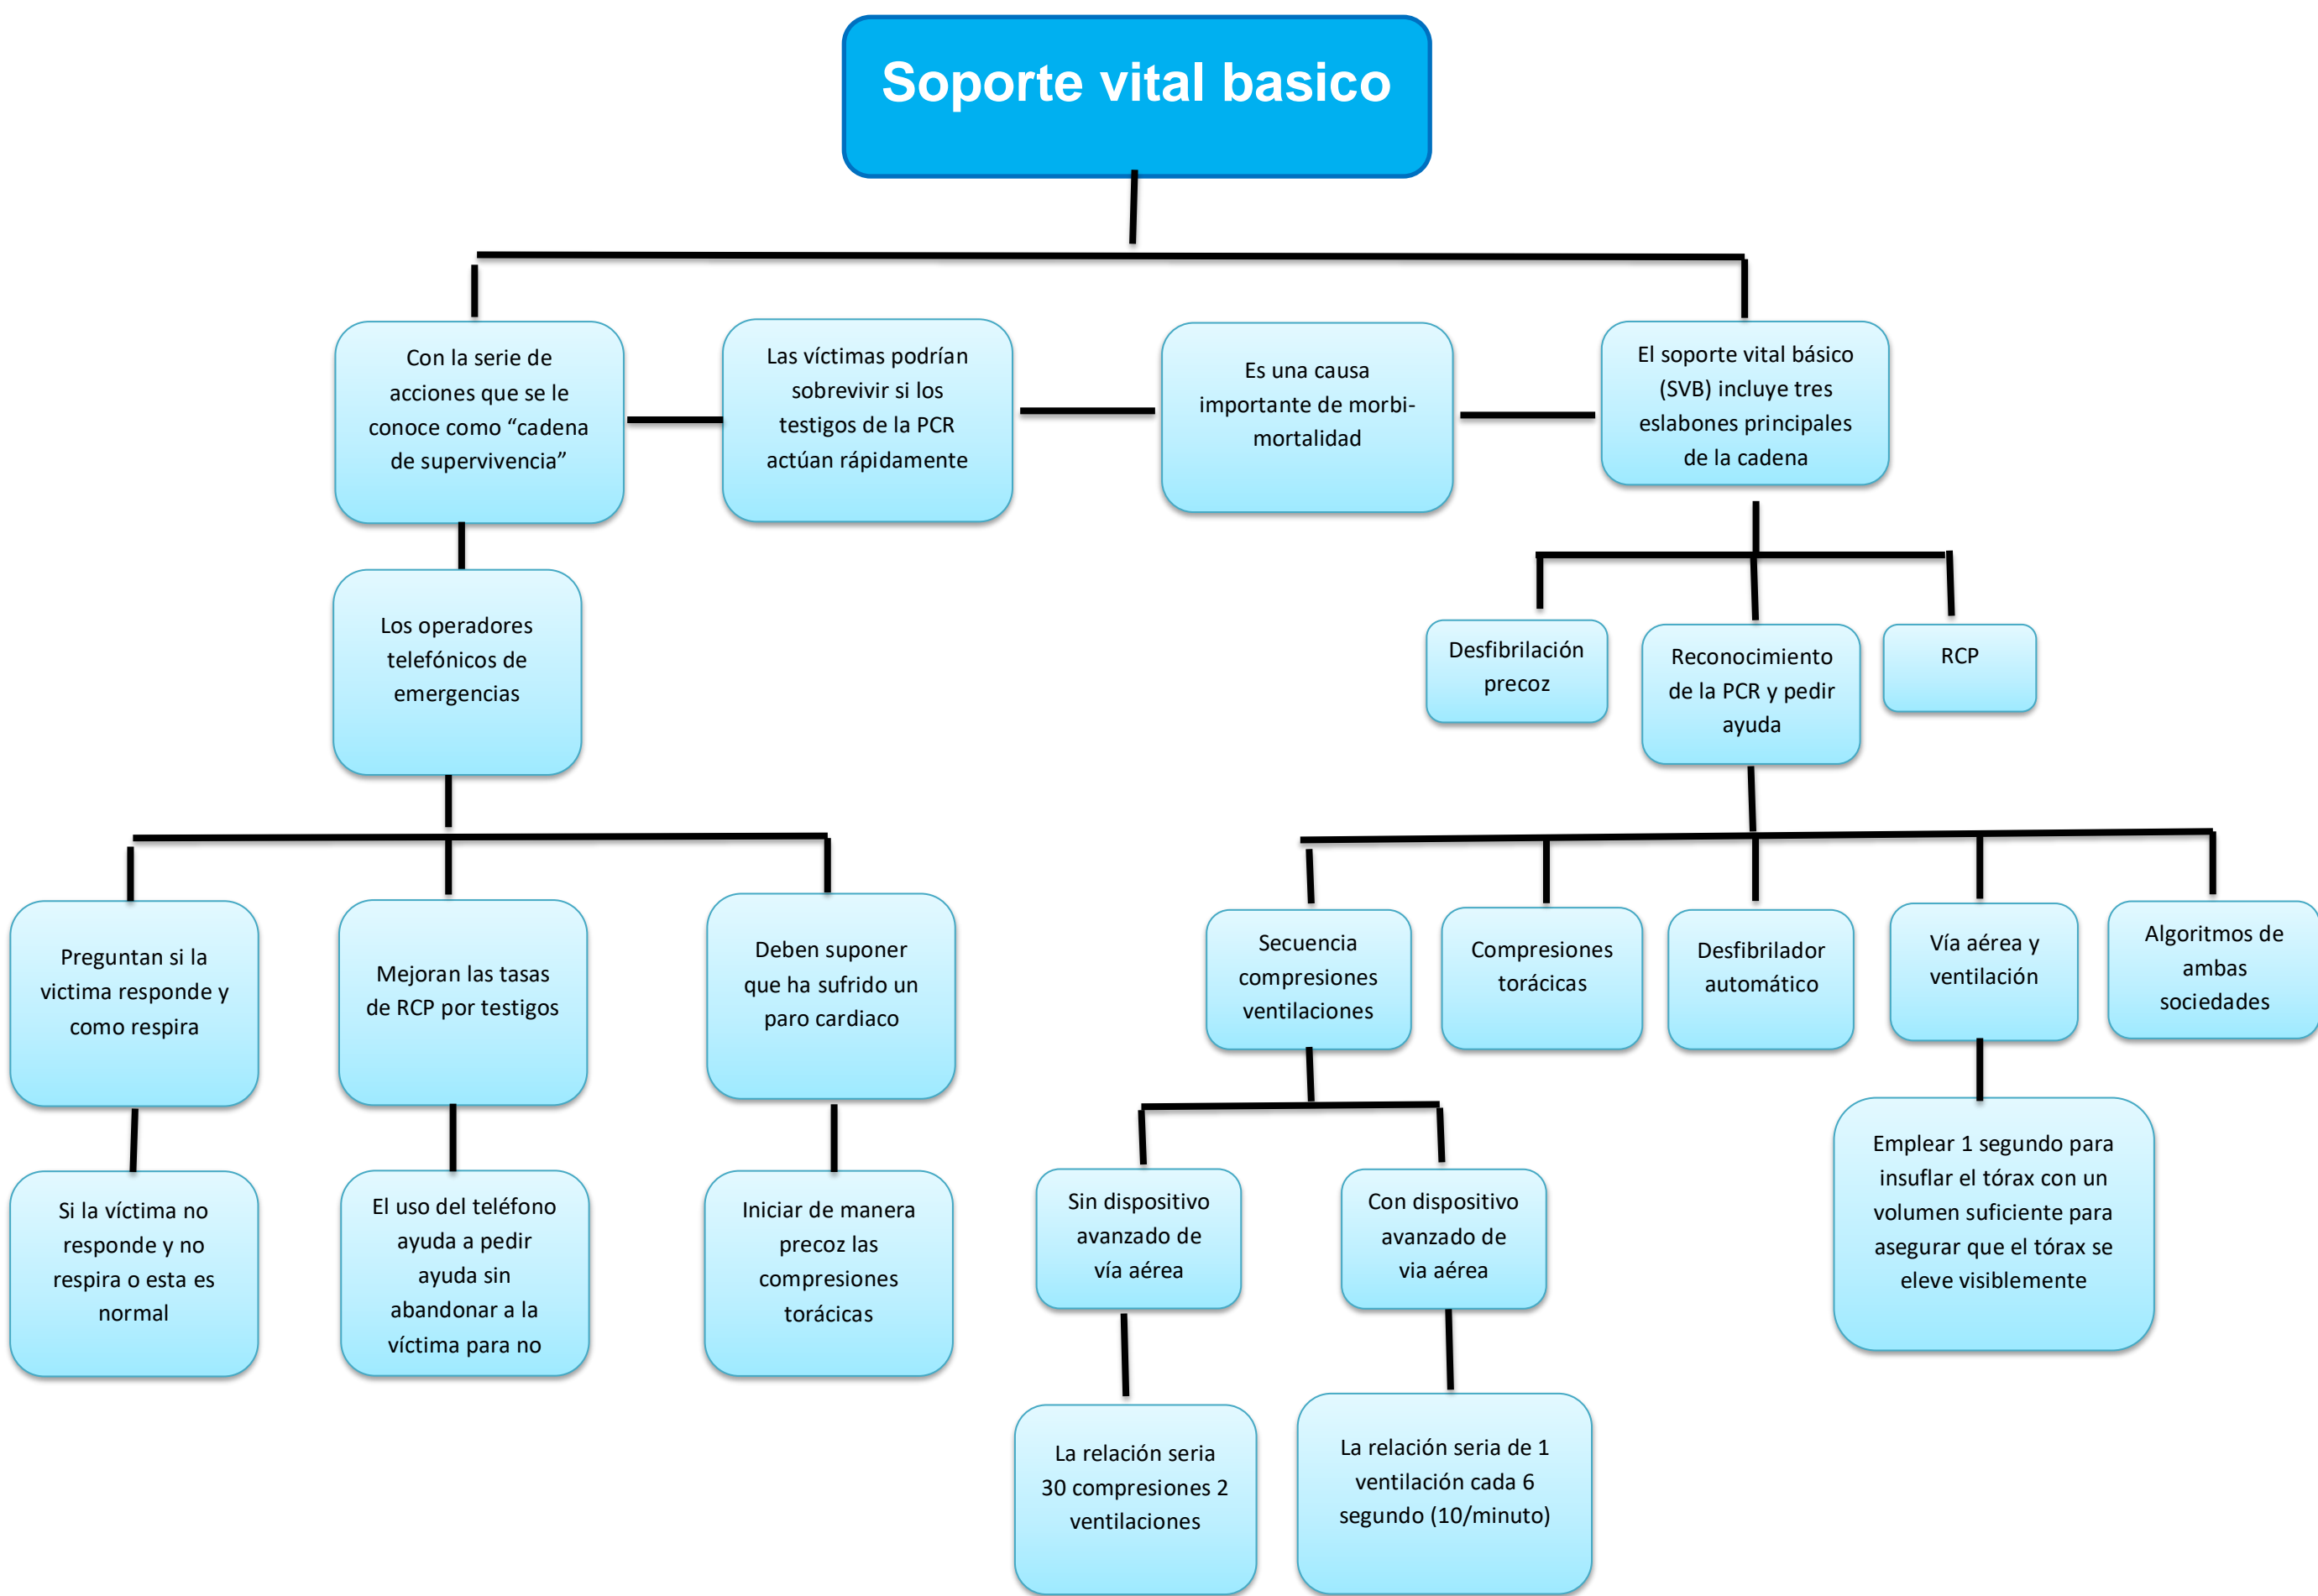 Soporte vital basico
Con la serie de
acciones que se le
conoce como “cadena
de supervivencia”
Las víctimas podrían
sobrevivir si los
testigos de la PCR
actúan rápidamente
Es una causa
importante de morbi-
mortalidad
El soporte vital básico
(SVB) incluye tres
eslabones principales
de la cadena
Los operadores
telefónicos de
emergencias
Desfibrilación
precoz
Reconocimiento
de la PCR y pedir
ayuda
RCP
Preguntan si la
victima responde y
como respira
Mejoran las tasas
de RCP por testigos
Deben suponer
que ha sufrido un
paro cardiaco
Secuencia
compresiones
ventilaciones
Compresiones
torácicas
Desfibrilador
automático
Vía aérea y
ventilación
Algoritmos de
ambas
sociedades
Si la víctima no
responde y no
respira o esta es
normal
El uso del teléfono
ayuda a pedir
ayuda sin
abandonar a la
víctima para no
Iniciar de manera
precoz las
compresiones
torácicas
Sin dispositivo
avanzado de
vía aérea
Con dispositivo
avanzado de
via aérea
Emplear 1 segundo para
insuflar el tórax con un
volumen suficiente para
asegurar que el tórax se
eleve visiblemente
La relación seria
30 compresiones 2
ventilaciones
La relación seria de 1
ventilación cada 6
segundo (10/minuto)